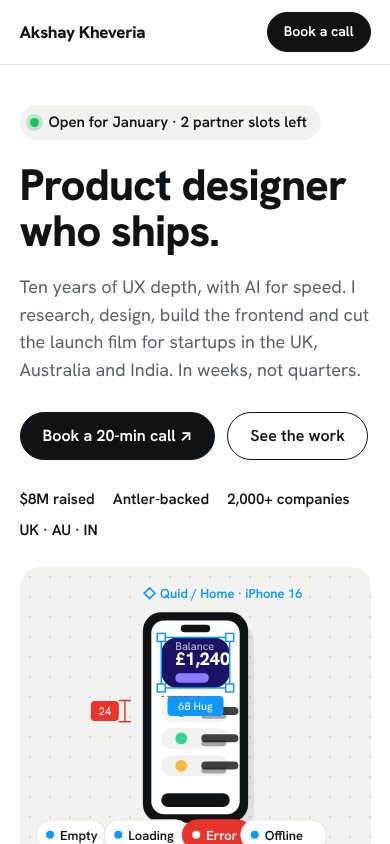 Akshay Kheveria
Book a call
Open for January · 2 partner slots left
Product designer
who ships.
Ten years of UX depth, with AI for speed. I
research, design, build the frontend and cut
the launch film for startups in the UK,
Australia and India. In weeks, not quarters.
Book a 20-min call ↗
See the work
$8M raised
Antler-backed
2,000+ companies
UK · AU · IN
Quid / Home · iPhone 16
Balance
£1,240
68 Hug
24
Empty
Loading
Error
Offline